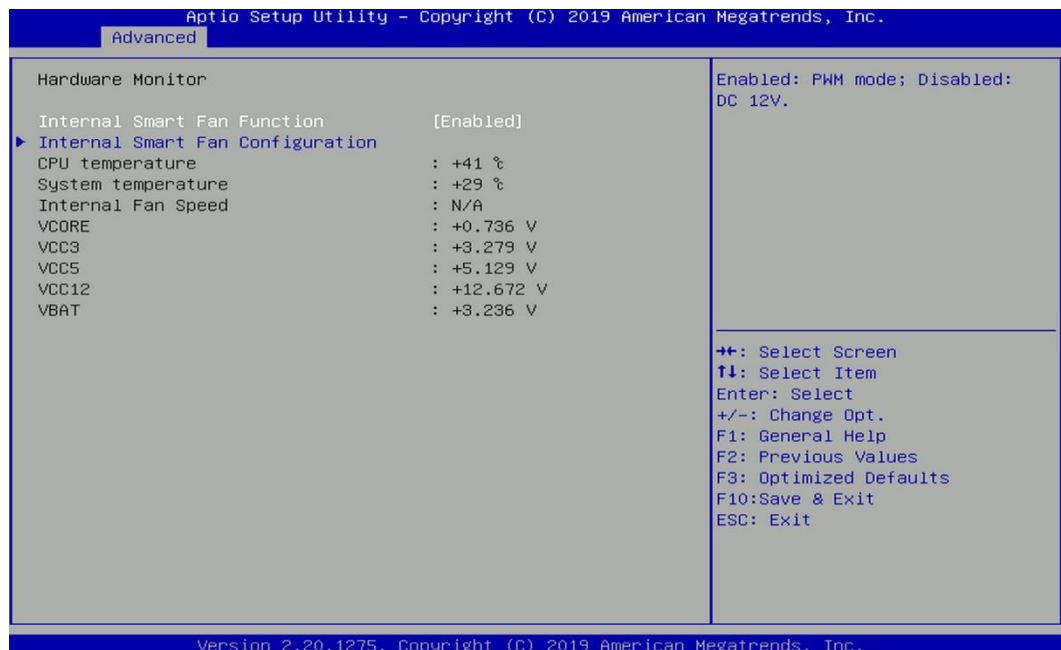 Aptio Setup Utility – Copyright (C) 2019 American Megatrends, Inc.
Advanced
Hardware Monitor
Internal Smart Fan Function [Enabled]
▶ Internal Smart Fan Configuration
CPU temperature : +41 ℃
System temperature : +29 ℃
Internal Fan Speed : N/A
VCORE : +0.736 V
VCC3 : +3.279 V
VCC5 : +5.129 V
VCC12 : +12.672 V
VBAT : +3.236 V
Enabled: PWM mode; Disabled:
DC 12V.
→←: Select Screen
↑↓: Select Item
Enter: Select
+/-: Change Opt.
F1: General Help
F2: Previous Values
F3: Optimized Defaults
F10:Save & Exit
ESC: Exit
Version 2.20.1275. Copyright (C) 2019 American Megatrends, Inc.